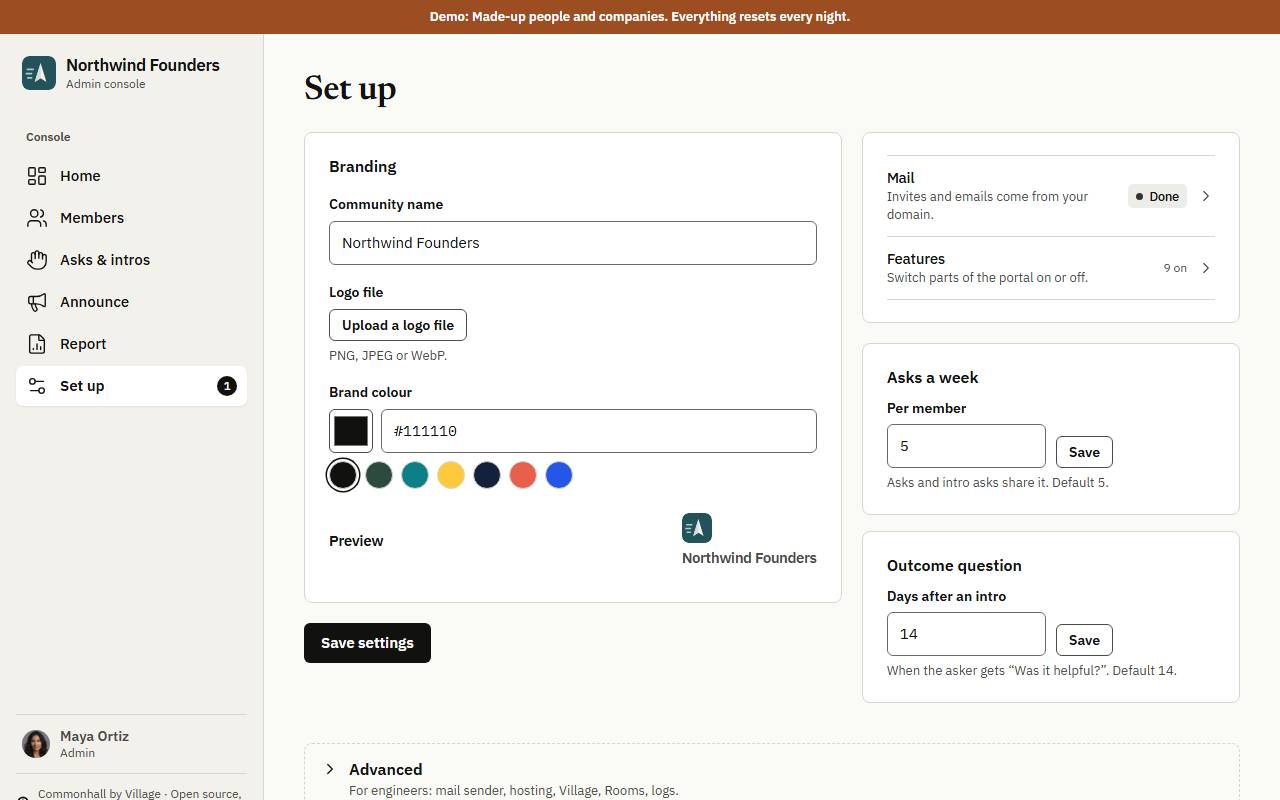 Demo: Made-up people and companies. Everything resets every night.
Northwind Founders
Admin console
Console
Home
Members
Asks & intros
Announce
Report
Set up
1
Maya Ortiz
Admin
Commonhall by Village · Open source,
Set up
Branding
Community name
Northwind Founders
Logo file
Upload a logo file
PNG, JPEG or WebP.
Brand colour
#111110
Preview
Northwind Founders
Save settings
Mail
Invites and emails come from your
domain.
Done
Features
Switch parts of the portal on or off.
9 on
Asks a week
Per member
5
Save
Asks and intro asks share it. Default 5.
Outcome question
Days after an intro
14
Save
When the asker gets “Was it helpful?”. Default 14.
Advanced
For engineers: mail sender, hosting, Village, Rooms, logs.